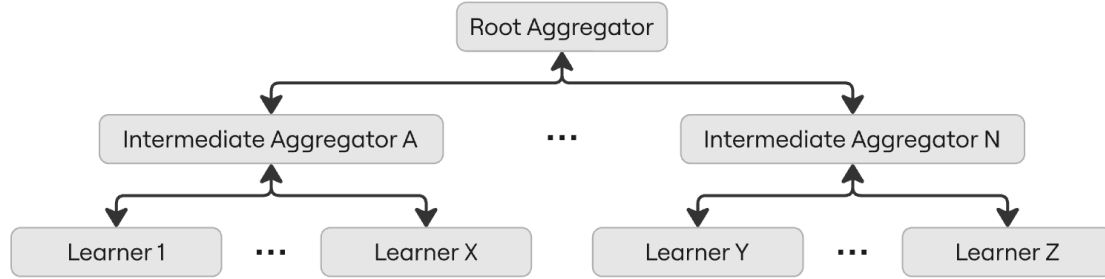 Root Aggregator
Intermediate Aggregator A
...
Intermediate Aggregator N
Learner 1
...
Learner X
Learner Y
...
Learner Z